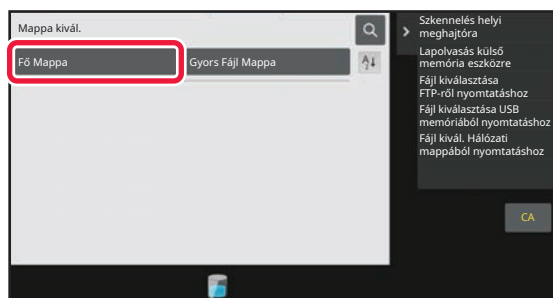 Mappa kivál.
Fő Mappa
Gyors Fájl Mappa
Szkennelés helyi
meghajtóra
Lapolvasás külső
memória eszközre
Fájl kiválasztása
FTP-ről nyomtatáshoz
Fájl kiválasztása USB
memóriából nyomtatáshoz
Fájl kivál. Hálózati
mappából nyomtatáshoz
CA